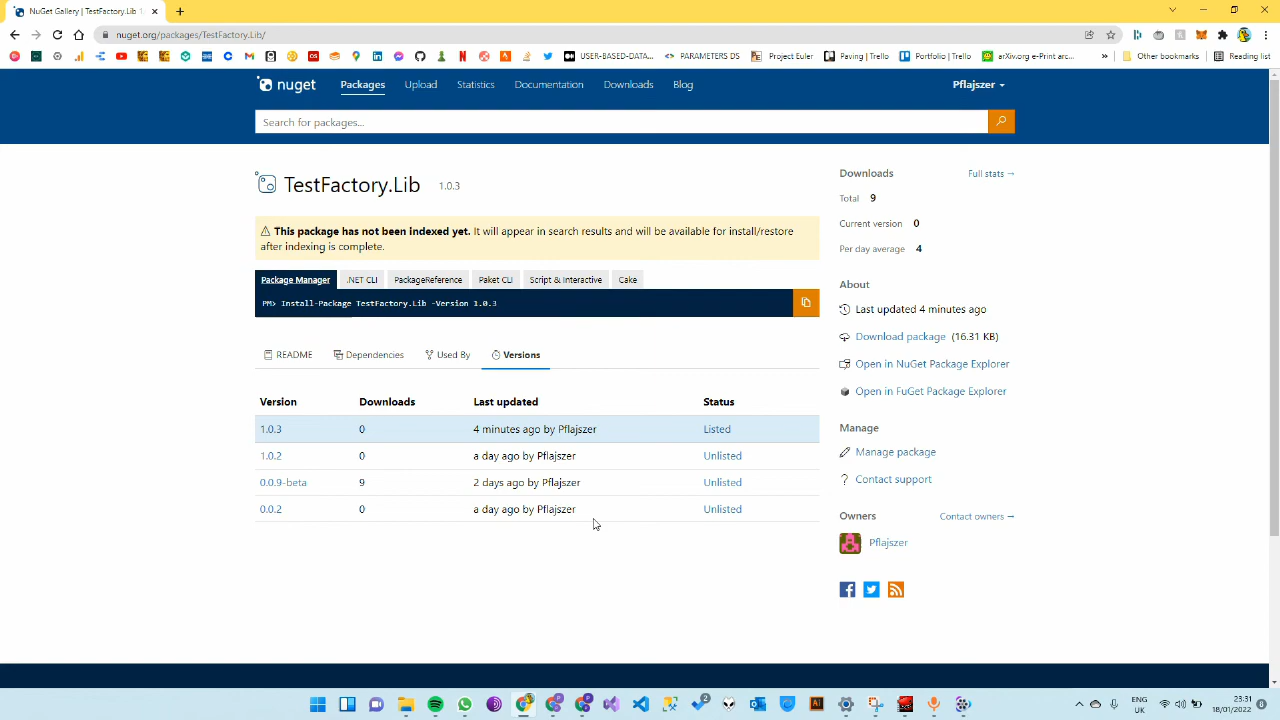 NuGet Gallery | TestFactory.Lib 1.
nuget.org/packages/TestFactory.Lib/
USER-BASED-DATA...
PARAMETERS DS
Project Euler
Paving | Trello
Portfolio | Trello
arXiv.org e-Print arc...
Other bookmarks
Reading list
nuget
Packages
Upload
Statistics
Documentation
Downloads
Blog
Pflajszer
Search for packages...
TestFactory.Lib 1.0.3
This package has not been indexed yet. It will appear in search results and will be available for install/restore
after indexing is complete.
Package Manager
.NET CLI
PackageReference
Paket CLI
Script & Interactive
Cake
PM> Install-Package TestFactory.Lib -Version 1.0.3
README
Dependencies
Used By
Versions
Version Downloads Last updated Status
1.0.3 0 4 minutes ago by Pflajszer Listed
1.0.2 0 a day ago by Pflajszer Unlisted
0.0.9-beta 9 2 days ago by Pflajszer Unlisted
0.0.2 0 a day ago by Pflajszer Unlisted
Downloads
Full stats →
Total 9
Current version 0
Per day average 4
About
Last updated 4 minutes ago
Download package (16.31 KB)
Open in NuGet Package Explorer
Open in FuGet Package Explorer
Manage
Manage package
Contact support
Owners
Contact owners →
Pflajszer
2
ENG
UK
23:31
18/01/2022